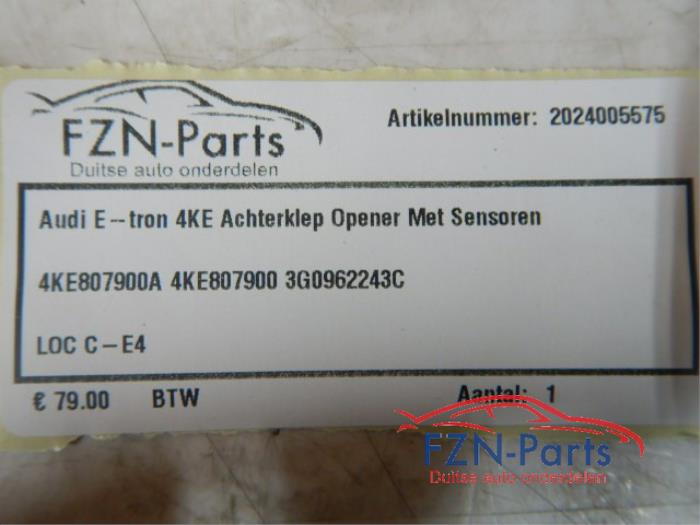 FZN-Parts
Duitse auto onderdelen
Artikelnummer: 2024005575
Audi E--tron 4KE Achterklep Opener Met Sensoren
4KE807900A 4KE807900 3G0962243C
LOC C-E4
€ 79.00 BTW Aantal: 1
FZN-Parts
Duitse auto onderdelen